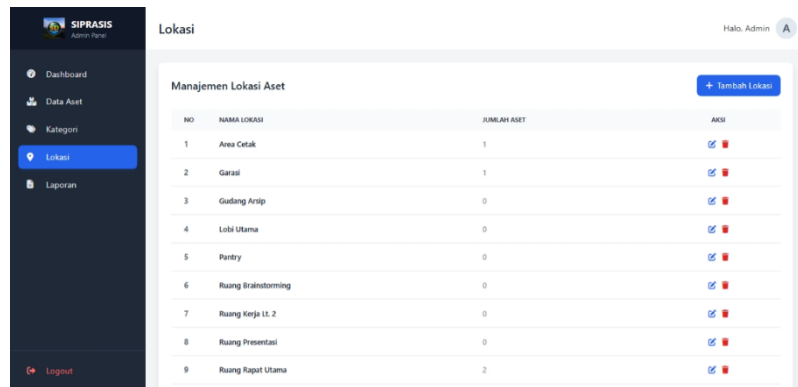 SIPRASIS
Admin Panel
Lokasi
Halo, Admin A
Dashboard
Data Aset
Kategori
Lokasi
Laporan
Logout
Manajemen Lokasi Aset
+ Tambah Lokasi
NO NAMA LOKASI JUMLAH ASET AKSI
1 Area Cetak 1
2 Garasi 1
3 Gudang Arsip 0
4 Lobi Utama 0
5 Pantry 0
6 Ruang Brainstorming 0
7 Ruang Kerja Lt. 2 0
8 Ruang Presentasi 0
9 Ruang Rapat Utama 2